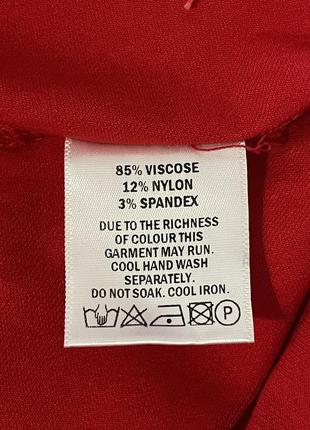 85% VISCOSE
12% NYLON
3% SPANDEX
DUE TO THE RICHNESS
OF COLOUR THIS
GARMENT MAY RUN.
COOL HAND WASH
SEPARATELY.
DO NOT SOAK. COOL IRON.
P